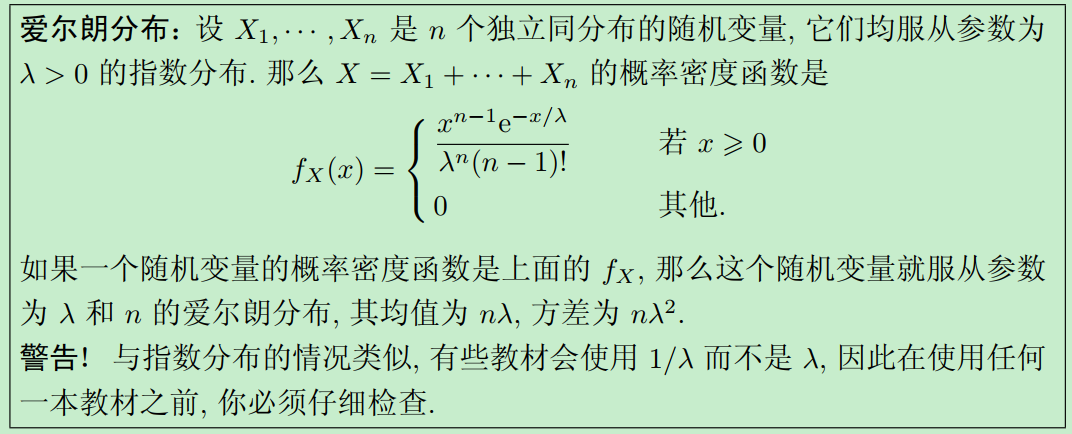 爱尔朗分布: 设 $X_1, \cdots, X_n$ 是 $n$ 个独立同分布的随机变量, 它们均服从参数为
$\lambda > 0$ 的指数分布. 那么 $X = X_1 + \cdots + X_n$ 的概率密度函数是
$f_X(x) = \begin{cases} \dfrac{x^{n-1}\mathrm{e}^{-x/\lambda}}{\lambda^n(n-1)!} & \text{若 } x \geqslant 0 \\ 0 & \text{其他.} \end{cases}$
如果一个随机变量的概率密度函数是上面的 $f_X$, 那么这个随机变量就服从参数
为 $\lambda$ 和 $n$ 的爱尔朗分布, 其均值为 $n\lambda$, 方差为 $n\lambda^2$.
警告! 与指数分布的情况类似, 有些教材会使用 $1/\lambda$ 而不是 $\lambda$, 因此在使用任何
一本教材之前, 你必须仔细检查.